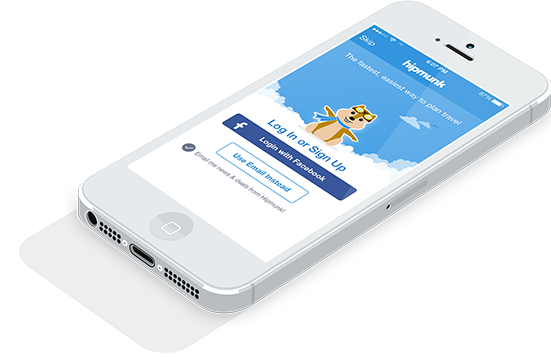 6:07 PM
87%
Skip
hipmunk
The fastest, easiest way to plan travel
Log In or Sign Up
f
Login with Facebook
Use Email Instead
Email me news & deals from Hipmunk!